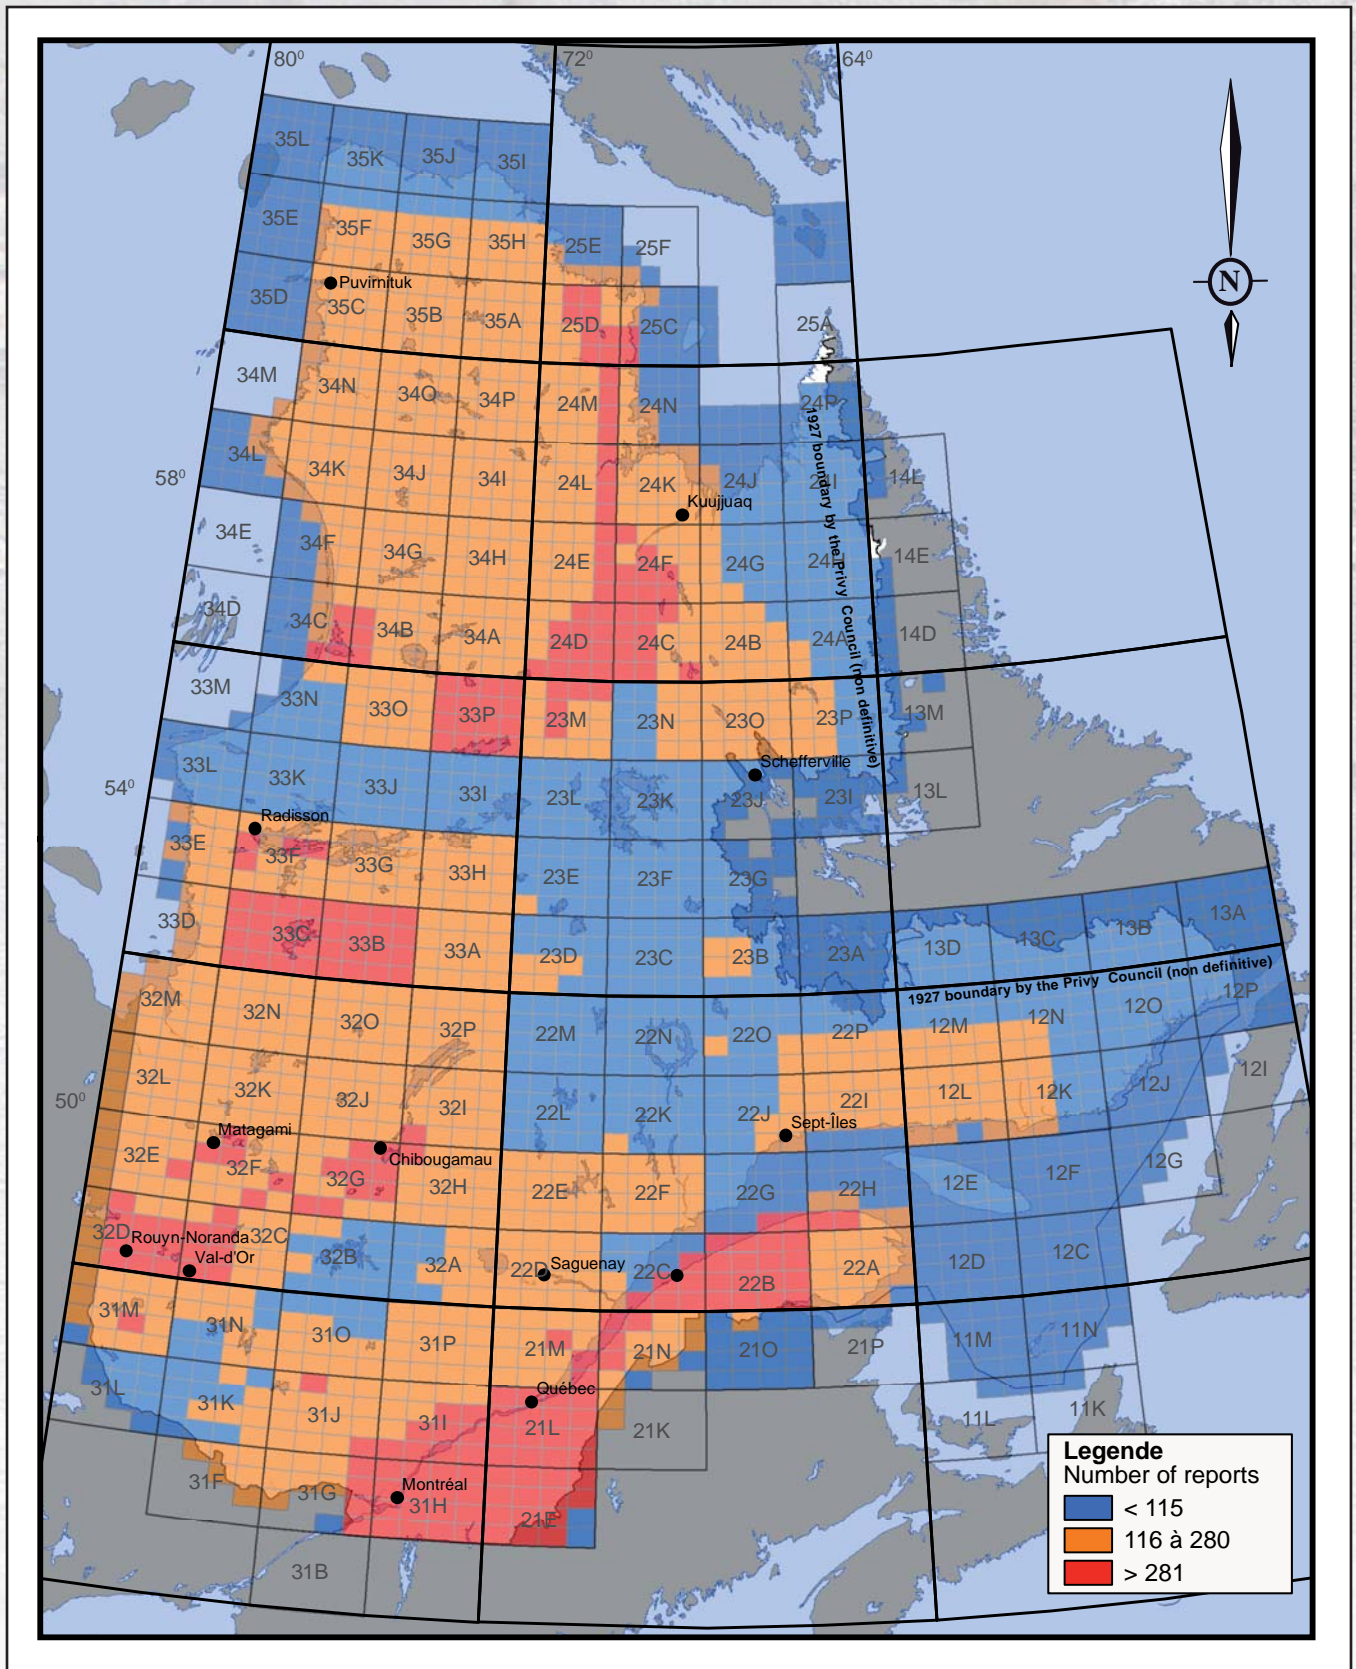 80⁰
72⁰
64⁰
35L
35K
35J
35I
35E
35F
35G
35H
25E
25F
Puvirnituk
35D
35C
35B
35A
25D
25C
25A
N
34M
34N
34O
34P
24M
24N
24P
58⁰
34L
34K
34J
34I
24L
24K
24J
24I
14L
Kuujjuaq
34E
34F
34G
34H
24E
24F
24G
14E
34D
34C
34B
34A
24D
24C
24B
24A
14D
1927 boundary by the Privy Council (non definitive)
33M
33N
33O
33P
23M
23N
23O
23P
13M
Schefferville
54⁰
33L
33K
33J
33I
23L
23K
23J
23I
13L
Radisson
33E
33F
33G
33H
23E
23F
23G
33D
33C
33B
33A
23D
23C
23B
23A
13D
13C
13B
13A
1927 boundary by the Privy Council (non definitive)
32M
32N
32O
32P
22M
22N
22O
22P
12M
12N
12O
12P
50⁰
32L
32K
32J
32I
22L
22K
22J
22I
12L
12K
12J
12I
Matagami
Sept-Îles
Chibougamau
32E
32F
32G
32H
22E
22F
22G
22H
12E
12F
12G
32D
32C
32B
32A
22D
22C
22B
22A
12D
12C
Rouyn-Noranda
Val-d'Or
Saguenay
31M
31N
31O
31P
21M
21N
21O
21P
11M
11N
31L
31K
31J
31I
21L
21K
11L
11K
Québec
31F
31G
31H
21E
Montréal
31B
Legende
Number of reports
< 115
116 à 280
> 281